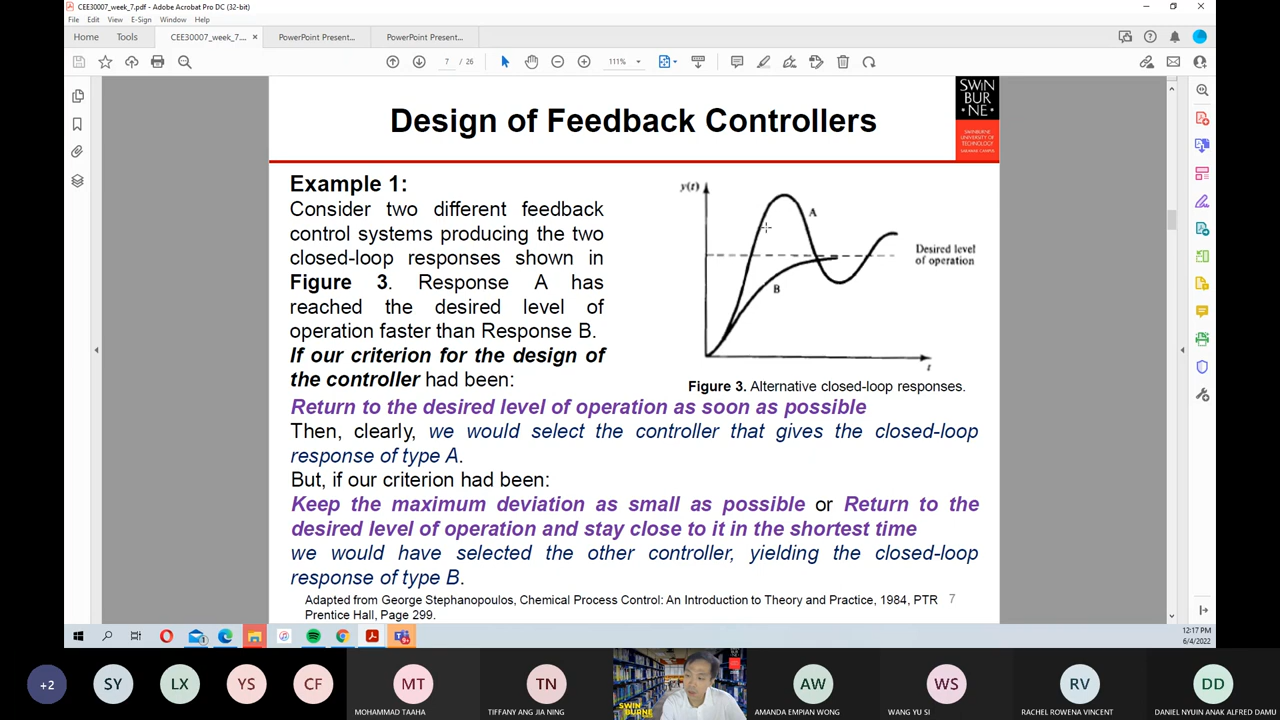 CEE30007_week_7.pdf - Adobe Acrobat Pro DC (32-bit)
File Edit View E-Sign Window Help
Home Tools CEE30007_week_7.... × PowerPoint Present... PowerPoint Present...
7 / 26 111%
SWIN
BUR
NE
SWINBURNE
UNIVERSITY OF
TECHNOLOGY
SARAWAK CAMPUS
Design of Feedback Controllers
Example 1:
Consider two different feedback
control systems producing the two
closed-loop responses shown in
Figure 3. Response A has
reached the desired level of
operation faster than Response B.
If our criterion for the design of
the controller had been:
y(t)
A
B
Desired level
of operation
t
Figure 3. Alternative closed-loop responses.
Return to the desired level of operation as soon as possible
Then, clearly, we would select the controller that gives the closed-loop
response of type A.
But, if our criterion had been:
Keep the maximum deviation as small as possible or Return to the
desired level of operation and stay close to it in the shortest time
we would have selected the other controller, yielding the closed-loop
response of type B.
Adapted from George Stephanopoulos, Chemical Process Control: An Introduction to Theory and Practice, 1984, PTR
Prentice Hall, Page 299.
7
12:17 PM
6/4/2022
+2 SY LX YS CF MT TN AW WS RV DD
SWIN
BURNE
MOHAMMAD TAAHA TIFFANY ANG JIA NING AMANDA EMPIAN WONG WANG YU SI RACHEL ROWENA VINCENT DANIEL NYUIN ANAK ALFRED DAMU